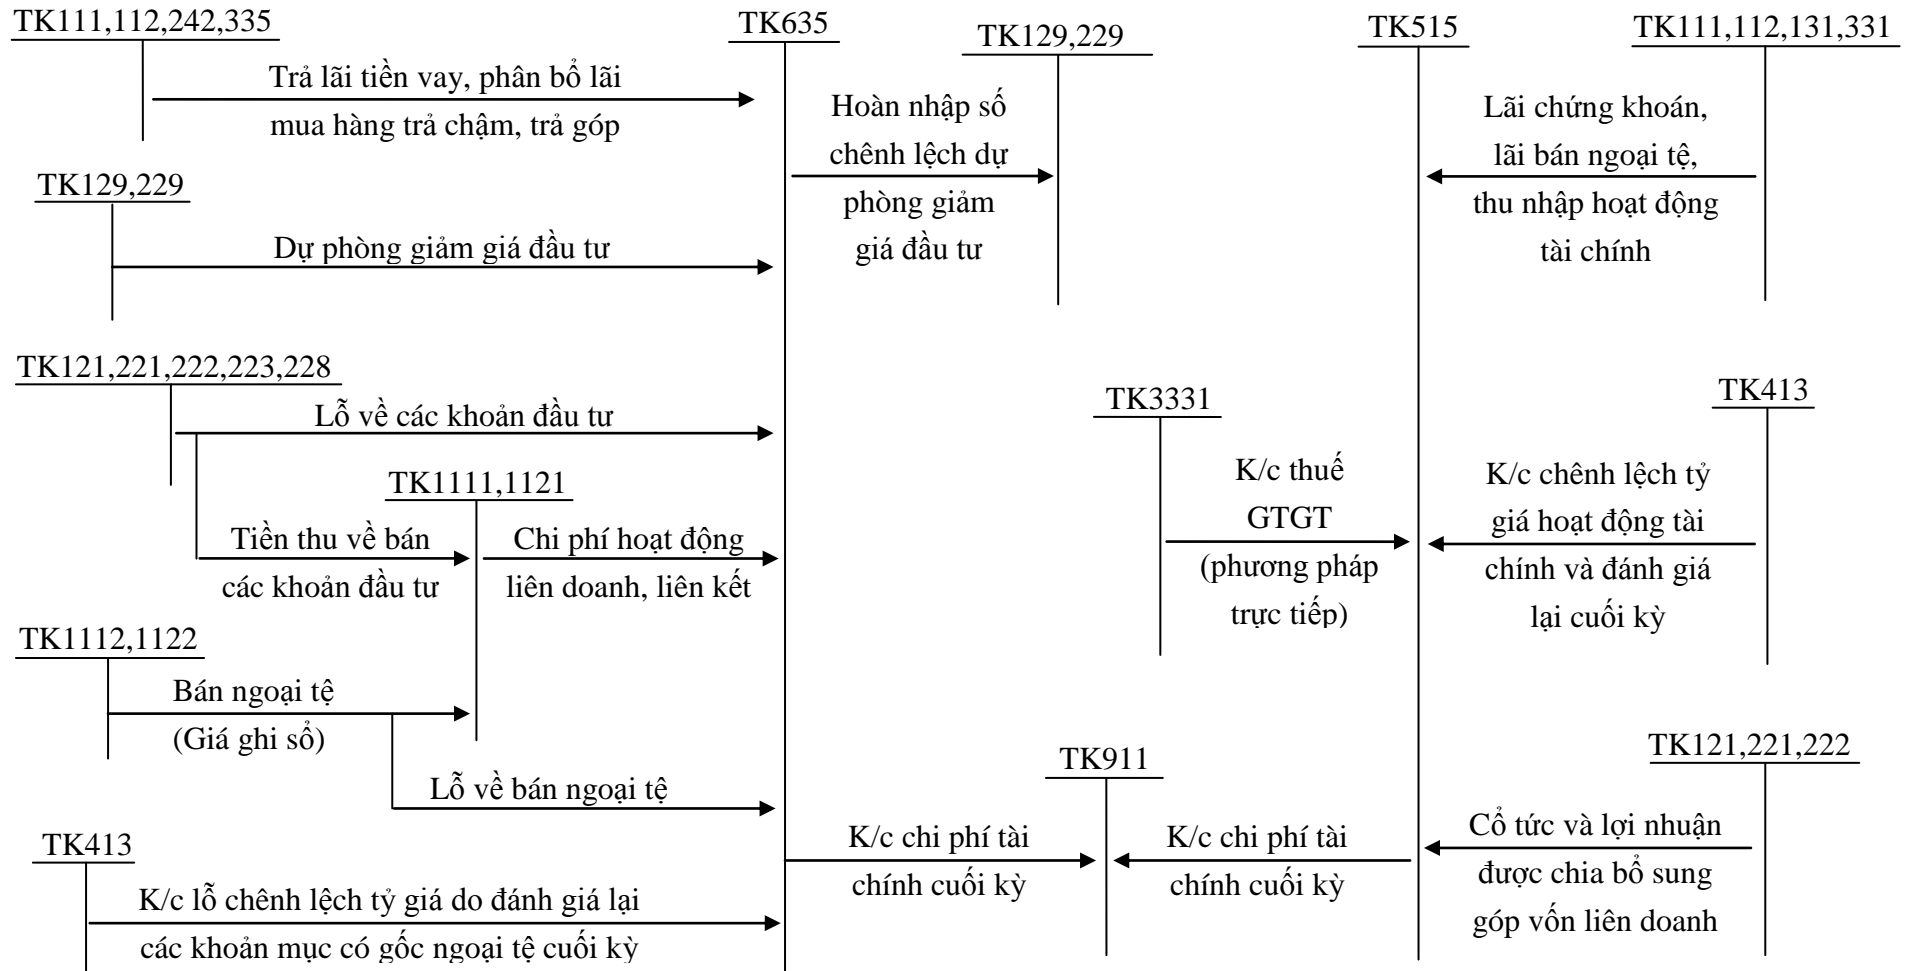 TK111,112,242,335
TK635
TK129,229
TK515
TK111,112,131,331
Trả lãi tiền vay, phân bổ lãi
mua hàng trả chậm, trả góp
Hoàn nhập số
chênh lệch dự
phòng giảm
giá đầu tư
Lãi chứng khoán,
lãi bán ngoại tệ,
thu nhập hoạt động
tài chính
TK129,229
Dự phòng giảm giá đầu tư
TK121,221,222,223,228
Lỗ về các khoản đầu tư
TK3331
TK413
TK1111,1121
K/c thuế
GTGT
(phương pháp
trực tiếp)
K/c chênh lệch tỷ
giá hoạt động tài
chính và đánh giá
lại cuối kỳ
Tiền thu về bán
các khoản đầu tư
Chi phí hoạt động
liên doanh, liên kết
TK1112,1122
Bán ngoại tệ
(Giá ghi sổ)
Lỗ về bán ngoại tệ
TK911
TK121,221,222
TK413
K/c lỗ chênh lệch tỷ giá do đánh giá lại
các khoản mục có gốc ngoại tệ cuối kỳ
K/c chi phí tài
chính cuối kỳ
K/c chi phí tài
chính cuối kỳ
Cổ tức và lợi nhuận
được chia bổ sung
góp vốn liên doanh